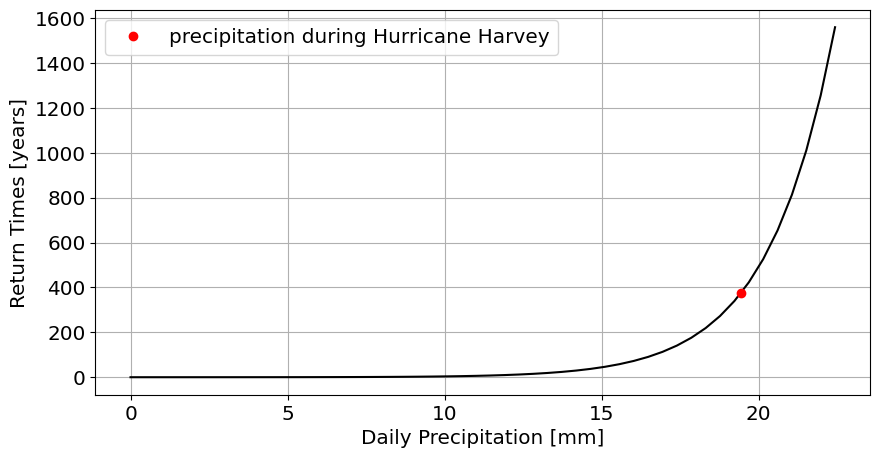 precipitation during Hurricane Harvey
Return Times [years]
1600
1400
1200
1000
800
600
400
200
0
0 5 10 15 20
Daily Precipitation [mm]